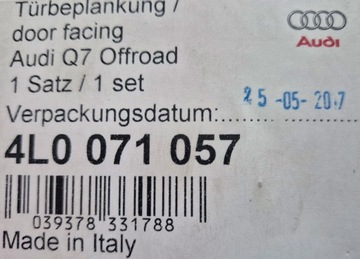 Türbeplankung /
door facing
Audi Q7 Offroad
1 Satz / 1 set
Audi
Verpackungsdatum:
4L0 071 057
039378 331788
Made in Italy